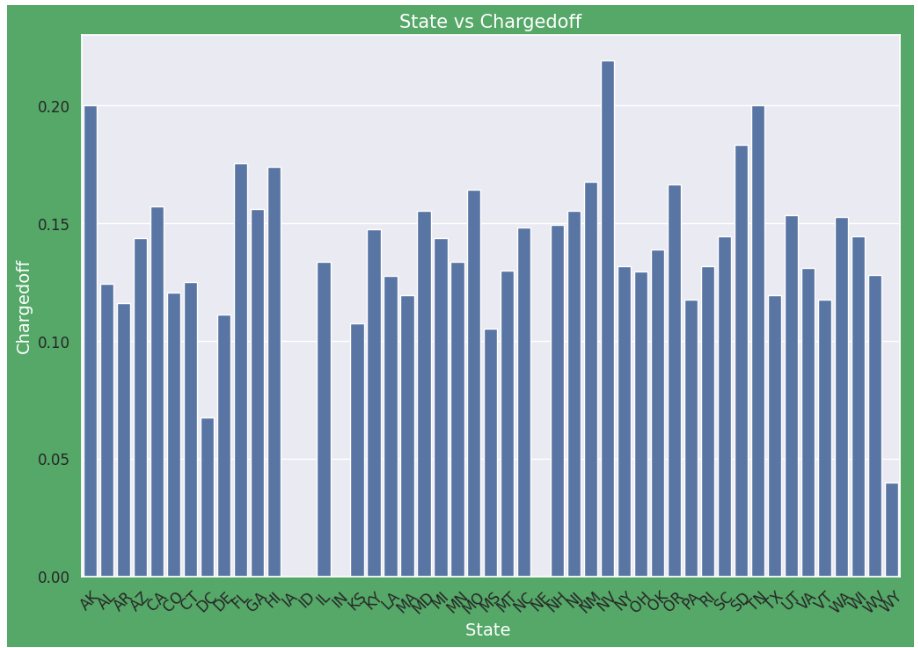 State vs Chargedoff
Chargedoff
0.20
0.15
0.10
0.05
0.00
AK AL AR AZ CA CO CT DC DE FL GA HI IA ID IL IN KS KY LA MA MD MI MN MO MS MT NC NE NH NJ NM NV NY OH OK OR PA RI SC SD TN TX UT VA VT WA WI WV WY
State